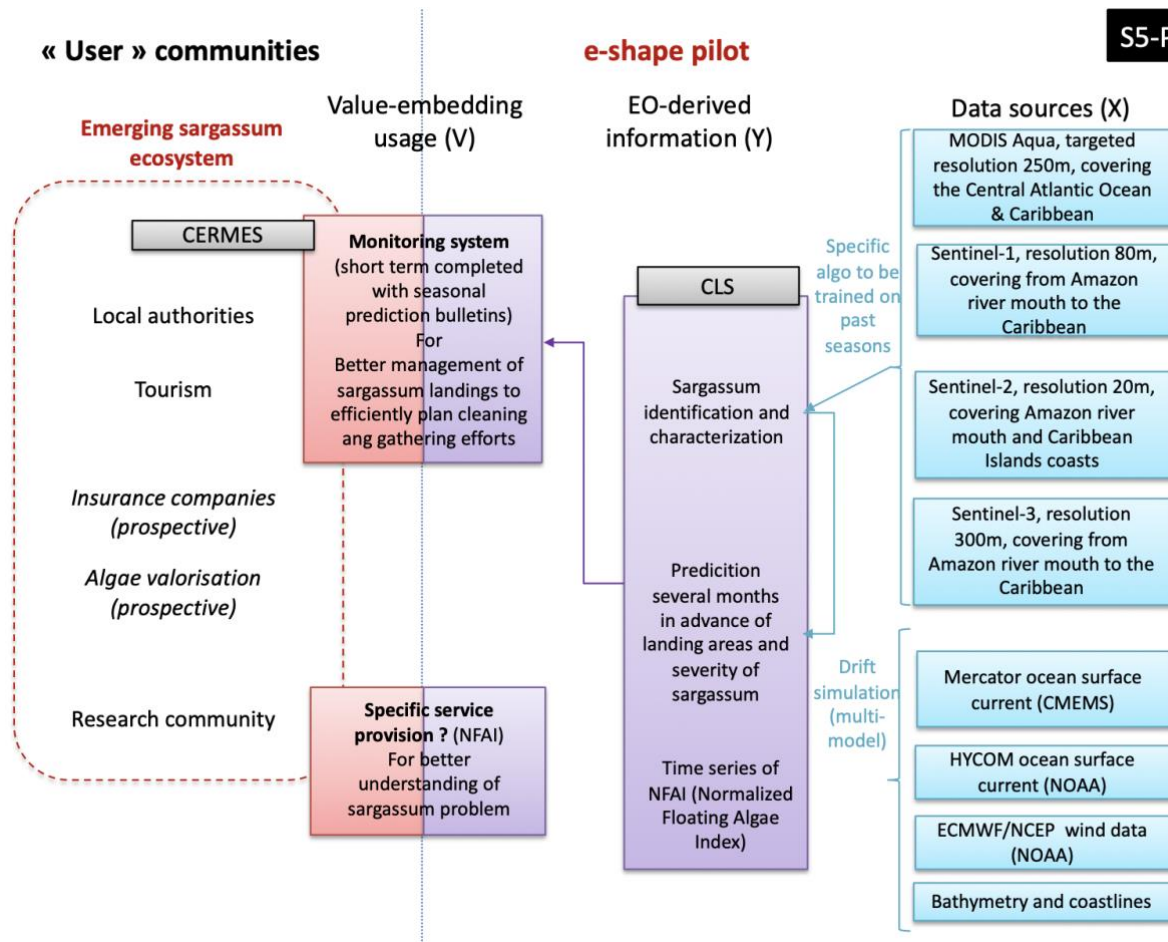 « User » communities
e-shape pilot
S5-P
Value-embedding
usage (V)
EO-derived
information (Y)
Data sources (X)
Emerging sargassum
ecosystem
CERMES
Local authorities
Tourism
Insurance companies
(prospective)
Algae valorisation
(prospective)
Research community
Monitoring system
(short term completed
with seasonal
prediction bulletins)
For
Better management of
sargassum landings to
efficiently plan cleaning
ang gathering efforts
Specific service
provision ? (NFAI)
For better
understanding of
sargassum problem
CLS
Sargassum
identification and
characterization
Predicition
several months
in advance of
landing areas and
severity of
sargassum
Time series of
NFAI (Normalized
Floating Algae
Index)
Specific
algo to be
trained on
past
seasons
Drift
simulation
(multi-
model)
MODIS Aqua, targeted
resolution 250m, covering
the Central Atlantic Ocean
& Caribbean
Sentinel-1, resolution 80m,
covering from Amazon
river mouth to the
Caribbean
Sentinel-2, resolution 20m,
covering Amazon river
mouth and Caribbean
Islands coasts
Sentinel-3, resolution
300m, covering from
Amazon river mouth to the
Caribbean
Mercator ocean surface
current (CMEMS)
HYCOM ocean surface
current (NOAA)
ECMWF/NCEP wind data
(NOAA)
Bathymetry and coastlines